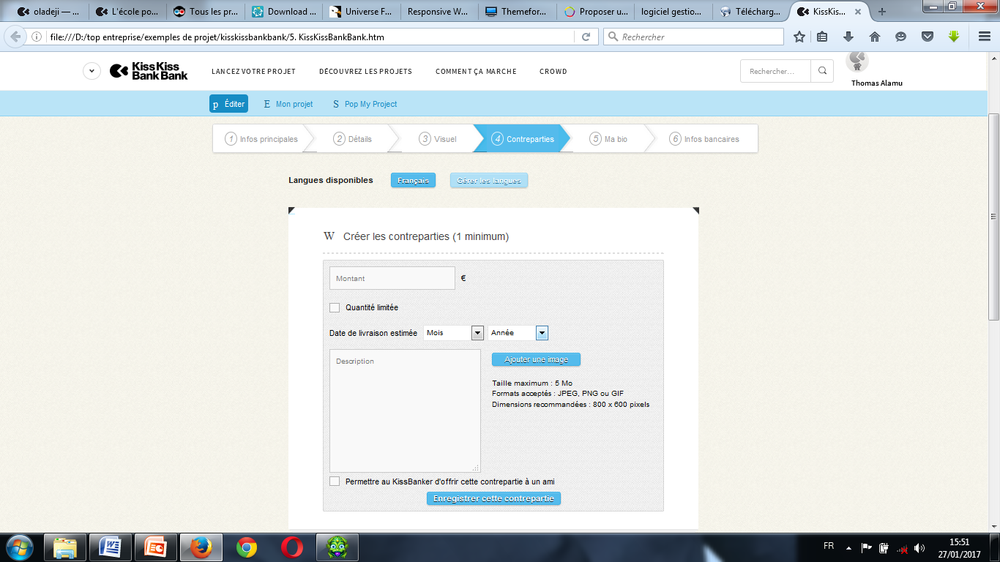 oladeji — ...
L'école po...
Tous les pr...
Download ...
Universe F...
Responsive W...
Themefor...
Proposer u...
logiciel gestio...
Télécharg...
KissKis...
file:///D:/top entreprise/exemples de projet/kisskissbankbank/5. KissKissBankBank.htm
Rechercher
KissKiss
BankBank
LANCEZ VOTRE PROJET
DÉCOUVREZ LES PROJETS
COMMENT ÇA MARCHE
CROWD
Rechercher...
Thomas Alamu
p Éditer
E Mon projet
S Pop My Project
1 Infos principales
2 Détails
3 Visuel
4 Contreparties
5 Ma bio
6 Infos bancaires
Langues disponibles
Français
Gérer les langues
W Créer les contreparties (1 minimum)
Montant
€
Quantité limitée
Date de livraison estimée
Mois
Année
Description
Ajouter une image
Taille maximum : 5 Mo
Formats acceptés : JPEG, PNG ou GIF
Dimensions recommandées : 800 x 600 pixels
Permettre au KissBanker d'offrir cette contrepartie à un ami
Enregistrer cette contrepartie
FR
15:51
27/01/2017